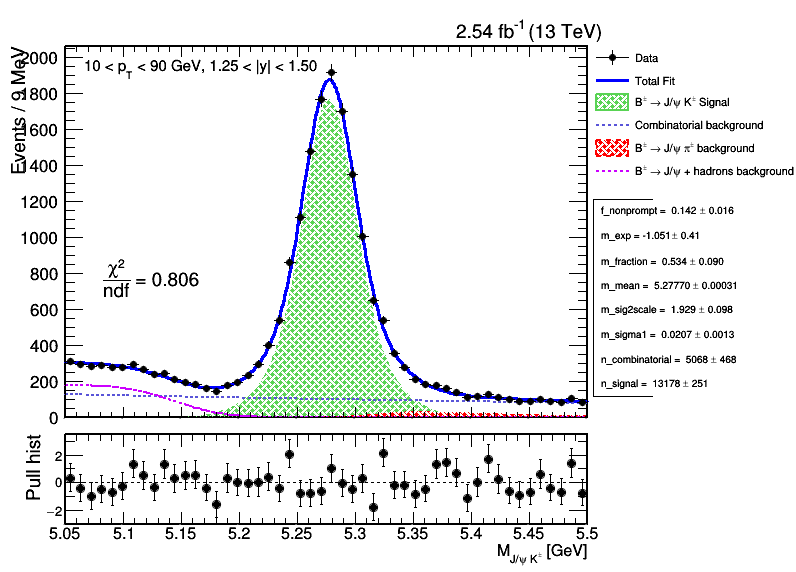 2.54 fb⁻¹ (13 TeV)
Events / 9 MeV
10 < p_T < 90 GeV, 1.25 < |y| < 1.50
2000
1800
1600
1400
1200
1000
800
600
400
200
0
χ²/ndf = 0.806
Data
Total Fit
B± → J/ψ K± Signal
Combinatorial background
B± → J/ψ π± background
B± → J/ψ + hadrons background
f_nonprompt = 0.142 ± 0.016
m_exp = -1.051 ± 0.41
m_fraction = 0.534 ± 0.090
m_mean = 5.27770 ± 0.00031
m_sig2scale = 1.929 ± 0.098
m_sigma1 = 0.0207 ± 0.0013
n_combinatorial = 5068 ± 468
n_signal = 13178 ± 251
Pull hist
2
0
−2
5.05 5.1 5.15 5.2 5.25 5.3 5.35 5.4 5.45 5.5
M_J/ψ K± [GeV]